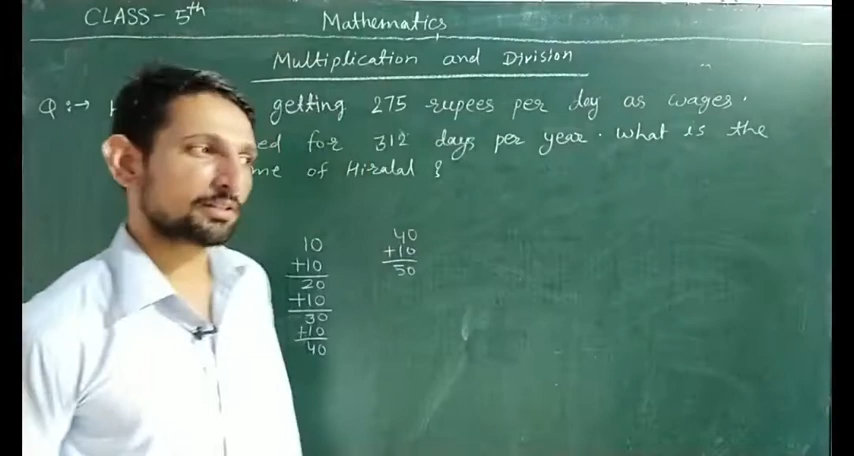 CLASS - 5th
Mathematics
Multiplication and Division
Q:→ H getting 275 rupees per day as wages.
ed for 312 days per year. What is the
me of Hiralal ?
10
+10
20
+10
30
+10
40
40
+10
50